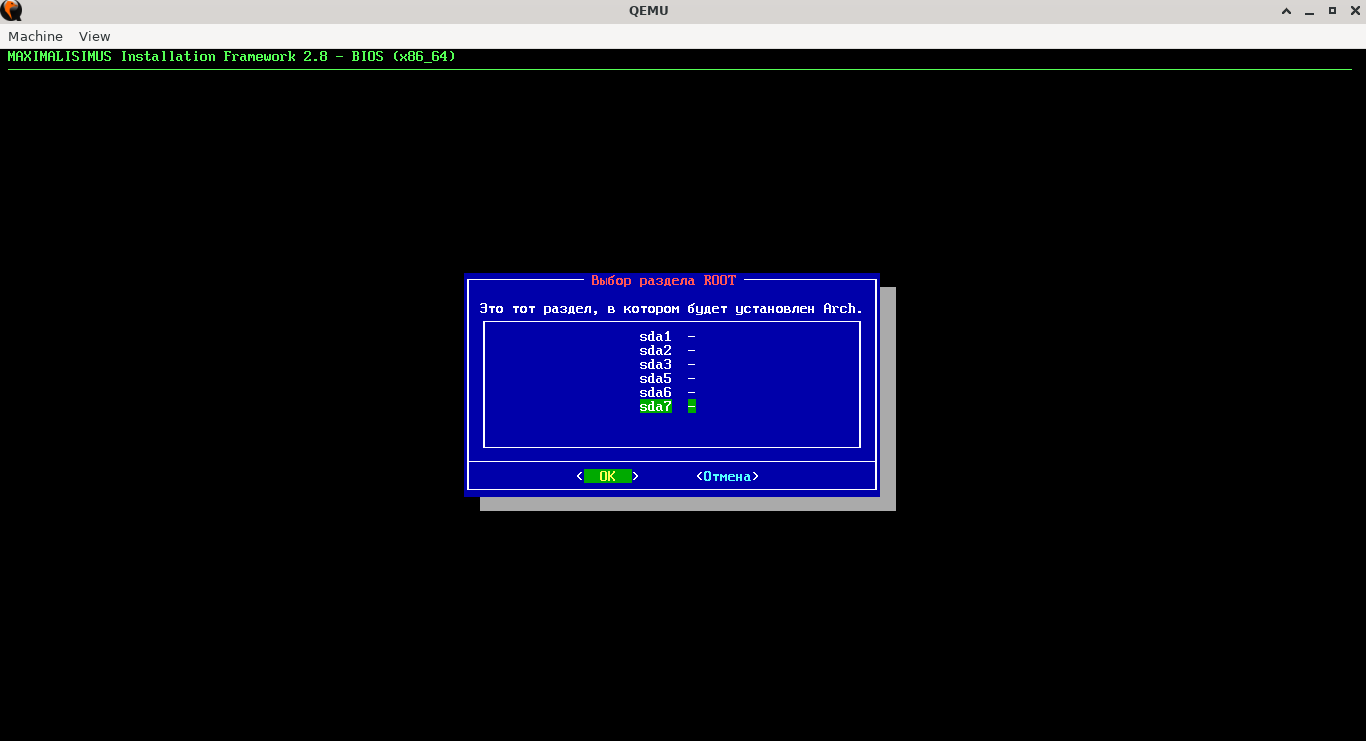 QEMU
Machine View
MAXIMALISIMUS Installation Framework 2.8 - BIOS (x86_64)
Выбор раздела ROOT
Это тот раздел, в котором будет установлен Arch.
sda1 -
sda2 -
sda3 -
sda5 -
sda6 -
sda7 -
< OK > <Отмена>